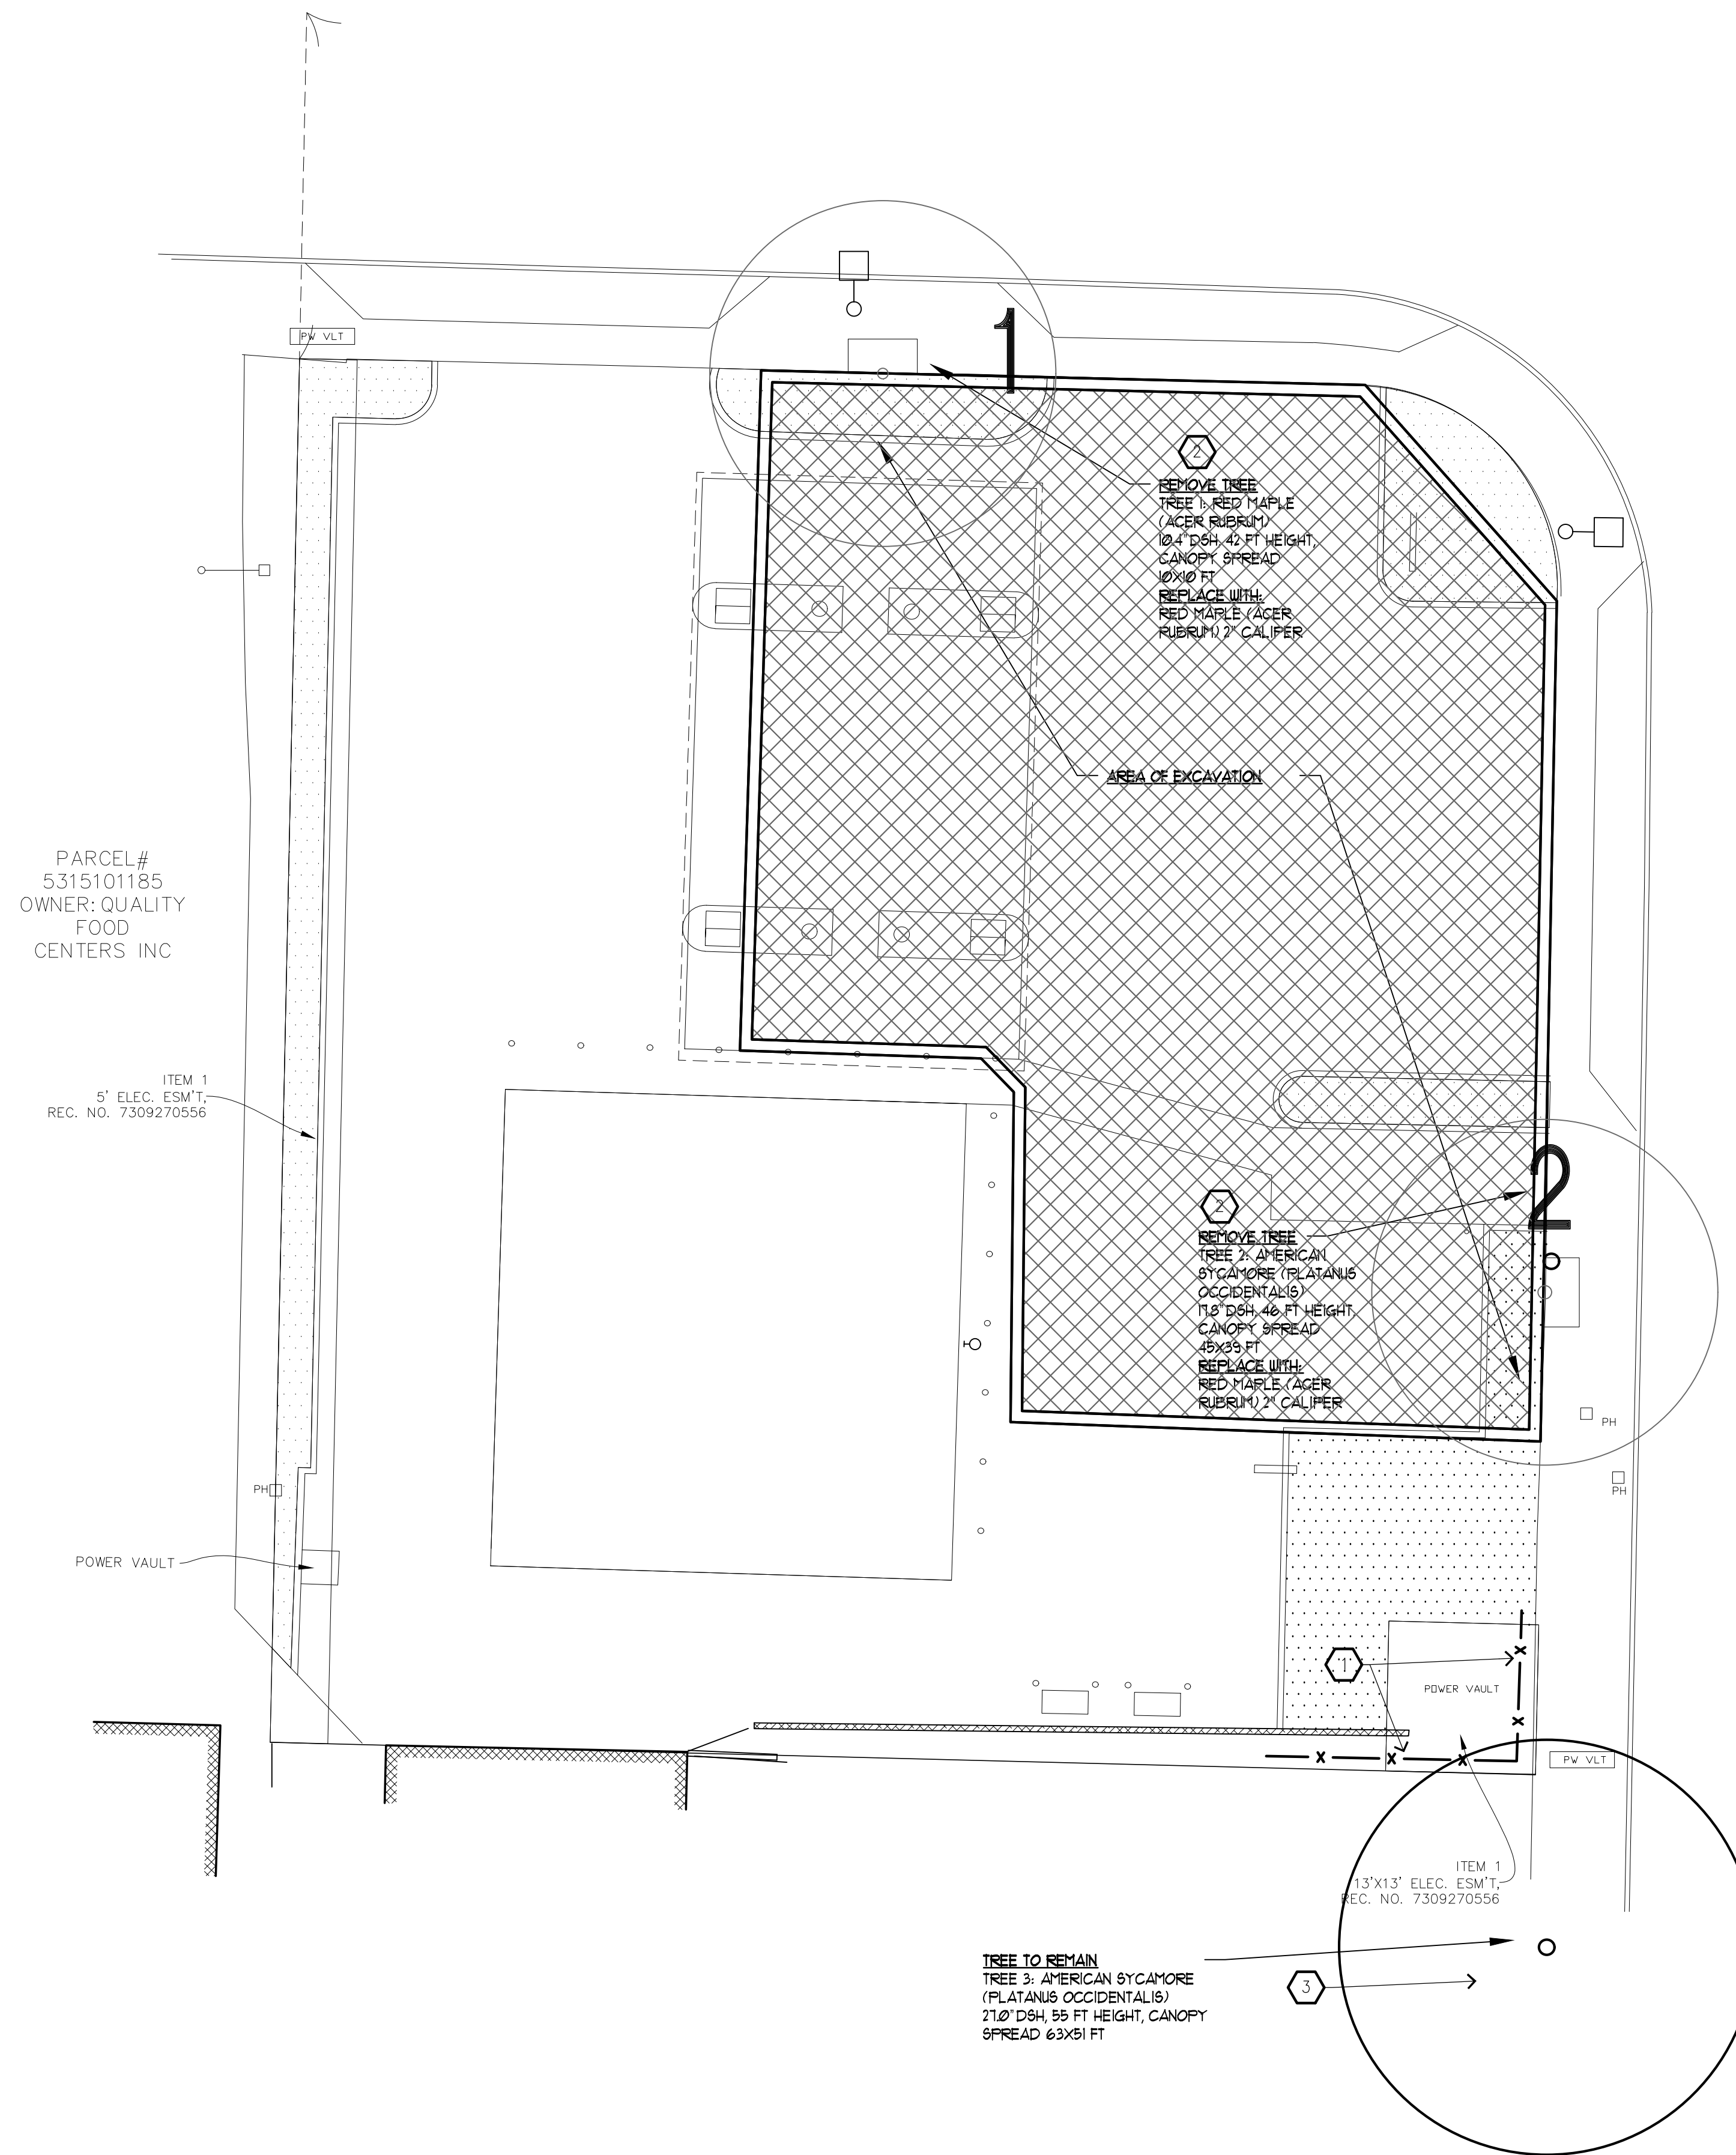 PW VLT
1
2
REMOVE TREE
TREE 1: RED MAPLE
(ACER RUBRUM)
10.4" DSH, 42 FT HEIGHT,
CANOPY SPREAD
10X10 FT
REPLACE WITH:
RED MAPLE (ACER
RUBRUM) 2" CALIPER
AREA OF EXCAVATION
PARCEL#
5315101185
OWNER: QUALITY
FOOD
CENTERS INC
ITEM 1
5' ELEC. ESM'T,
REC. NO. 7309270556
2
2
REMOVE TREE
TREE 2: AMERICAN
SYCAMORE (PLATANUS
OCCIDENTALIS)
17.8" DSH, 46 FT HEIGHT,
CANOPY SPREAD
45X39 FT
REPLACE WITH:
RED MAPLE (ACER
RUBRUM) 2" CALIPER
PH
PH
PH
POWER VAULT
1
POWER VAULT
PW VLT
ITEM 1
13'X13' ELEC. ESM'T,
REC. NO. 7309270556
TREE TO REMAIN
TREE 3: AMERICAN SYCAMORE
(PLATANUS OCCIDENTALIS)
27.0" DSH, 55 FT HEIGHT, CANOPY
SPREAD 63X51 FT
3